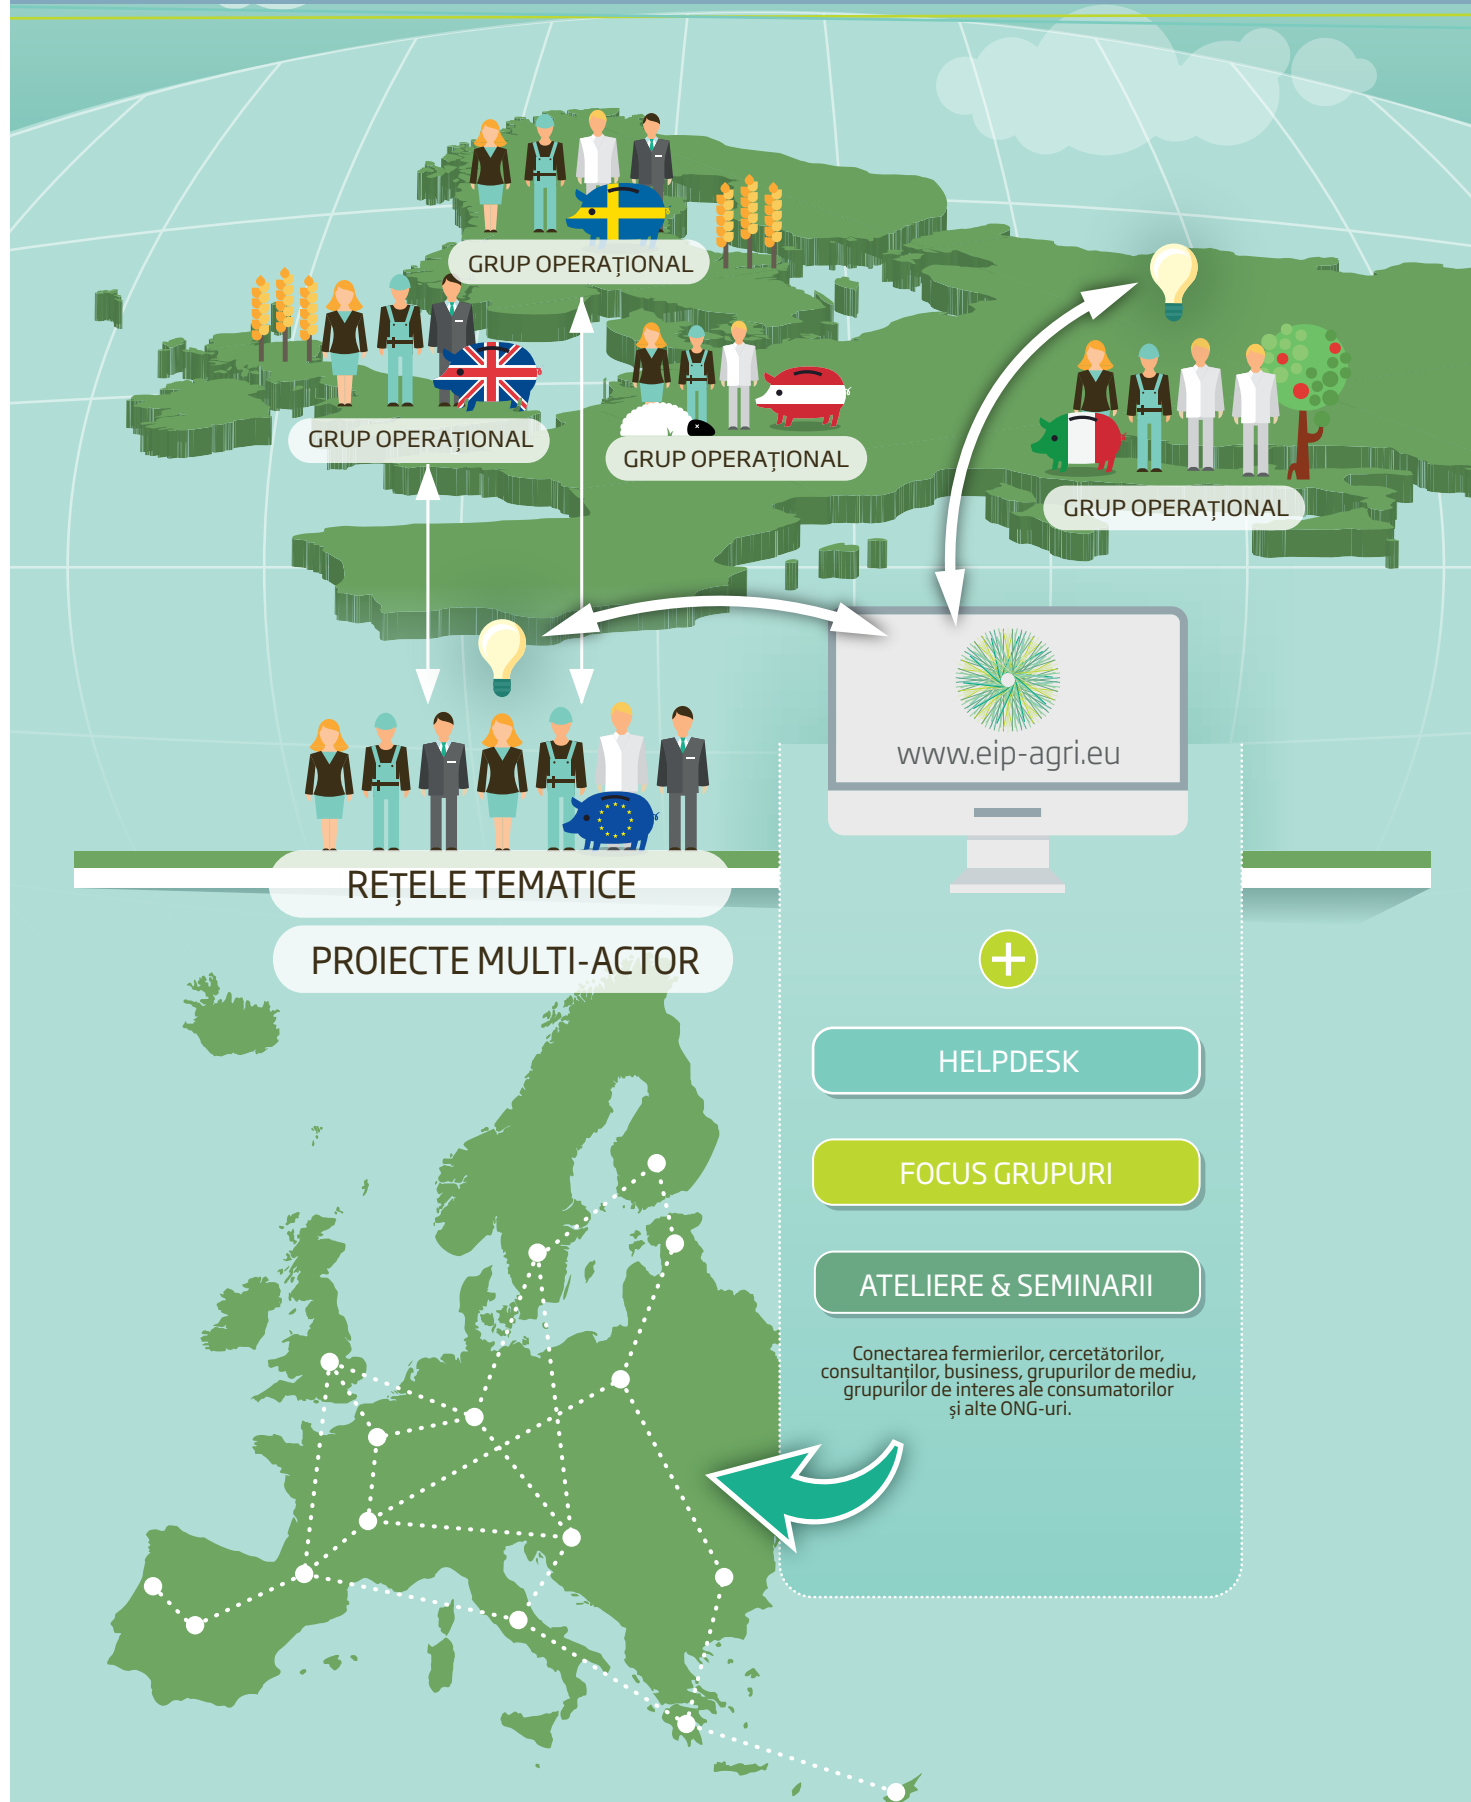 GRUP OPERAȚIONAL
GRUP OPERAȚIONAL
GRUP OPERAȚIONAL
GRUP OPERAȚIONAL
www.eip-agri.eu
REȚELE TEMATICE
PROIECTE MULTI-ACTOR
HELPDESK
FOCUS GRUPURI
ATELIERE & SEMINARII
Conectarea fermierilor, cercetătorilor,
consultanților, business, grupurilor de mediu,
grupurilor de interes ale consumatorilor
și alte ONG-uri.